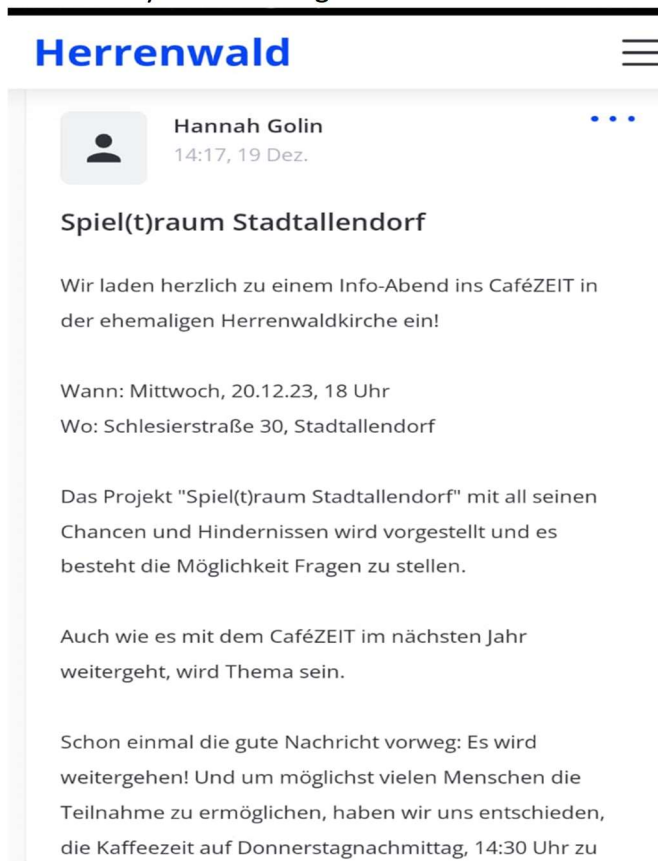 Herrenwald
Hannah Golin
14:17, 19 Dez.
Spiel(t)raum Stadtallendorf
Wir laden herzlich zu einem Info-Abend ins CaféZEIT in
der ehemaligen Herrenwaldkirche ein!
Wann: Mittwoch, 20.12.23, 18 Uhr
Wo: Schlesierstraße 30, Stadtallendorf
Das Projekt "Spiel(t)raum Stadtallendorf" mit all seinen
Chancen und Hindernissen wird vorgestellt und es
besteht die Möglichkeit Fragen zu stellen.
Auch wie es mit dem CaféZEIT im nächsten Jahr
weitergeht, wird Thema sein.
Schon einmal die gute Nachricht vorweg: Es wird
weitergehen! Und um möglichst vielen Menschen die
Teilnahme zu ermöglichen, haben wir uns entschieden,
die Kaffeezeit auf Donnerstagnachmittag, 14:30 Uhr zu